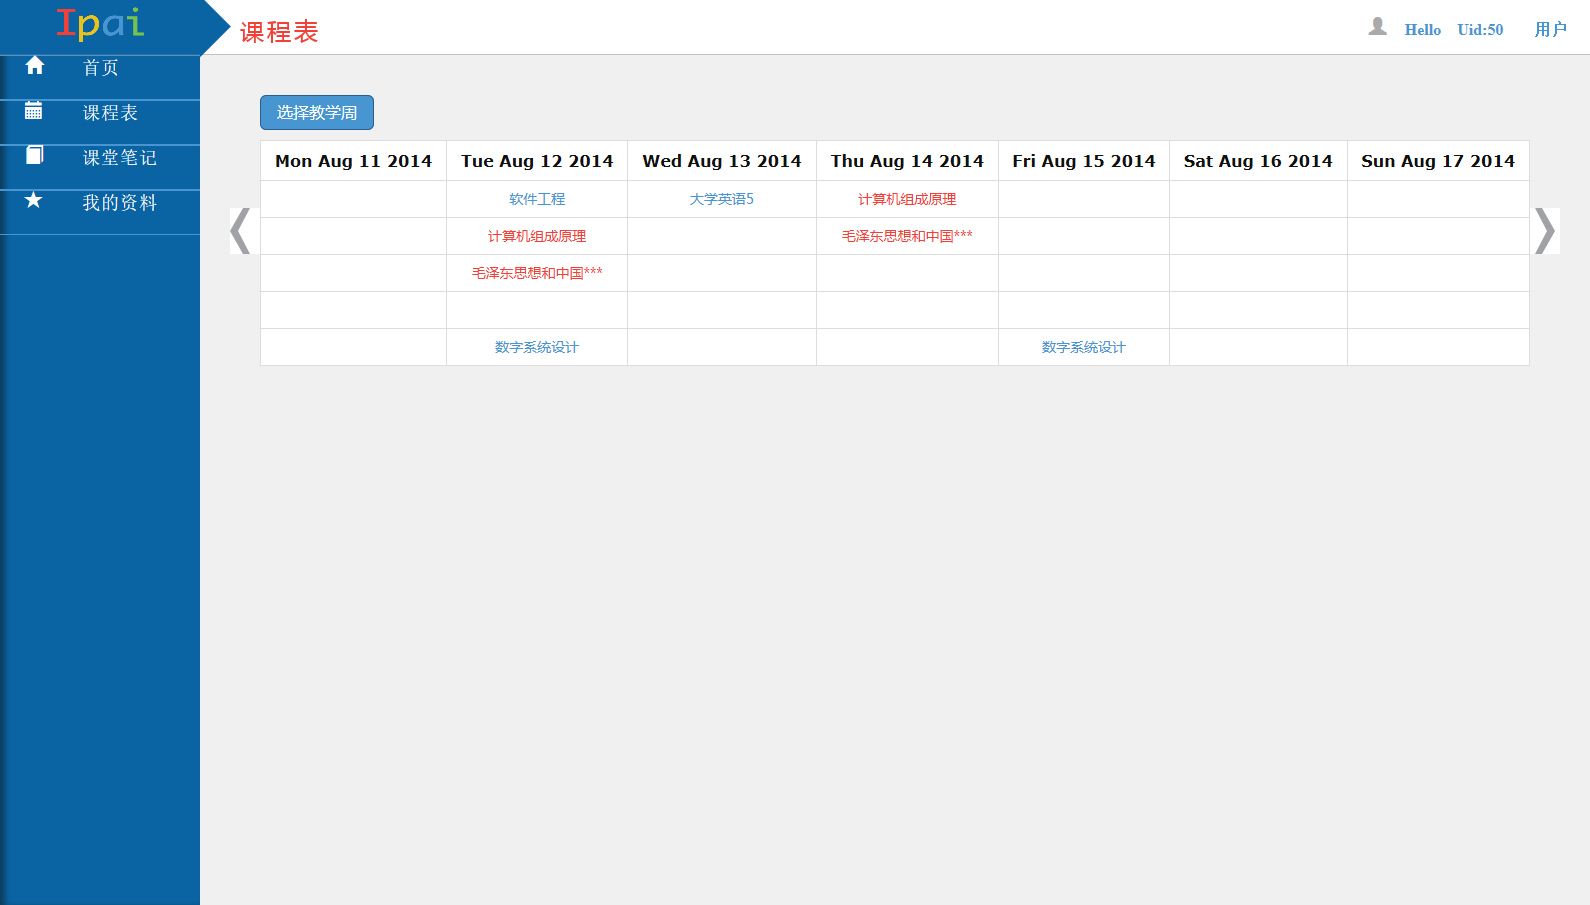 Ipai
课程表
Hello Uid:50 用户
首页
课程表
课堂笔记
我的资料
选择教学周
Mon Aug 11 2014 Tue Aug 12 2014 Wed Aug 13 2014 Thu Aug 14 2014 Fri Aug 15 2014 Sat Aug 16 2014 Sun Aug 17 2014
软件工程 大学英语5 计算机组成原理
计算机组成原理 毛泽东思想和中国***
毛泽东思想和中国***
数字系统设计 数字系统设计